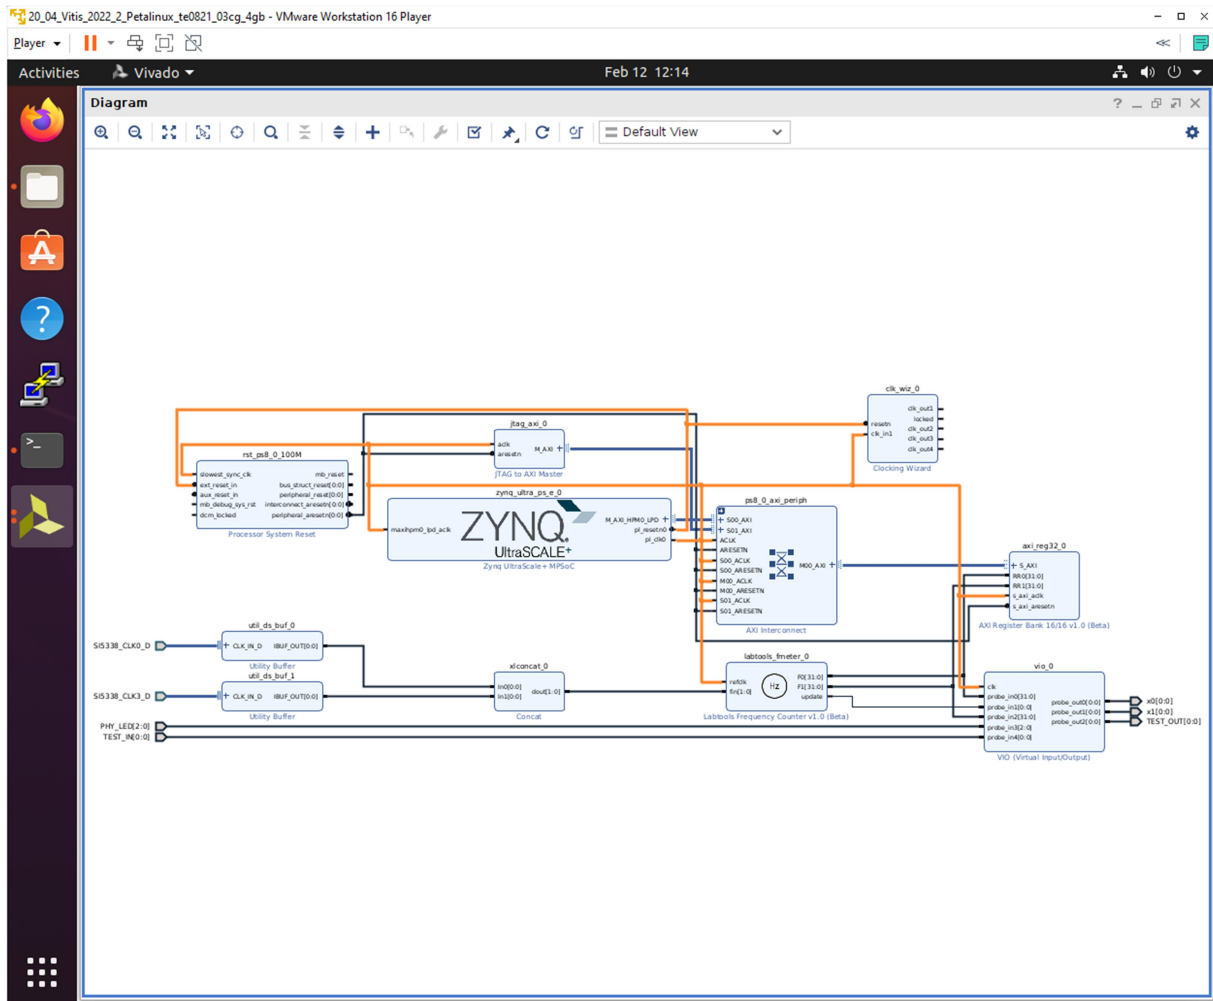 20_04_Vitis_2022_2_Petalinux_te0821_03cg_4gb - VMware Workstation 16 Player
Player
Activities
Vivado
Feb 12 12:14
Diagram
Default View
clk_wiz_0
resetn
clk_in1
clk_out1
locked
clk_out2
clk_out3
clk_out4
Clocking Wizard
jtag_axi_0
aclk
aresetn
M_AXI
JTAG to AXI Master
rst_ps8_0_100M
slowest_sync_clk
ext_reset_in
aux_reset_in
mb_debug_sys_rst
dcm_locked
mb_reset
bus_struct_reset[0:0]
peripheral_reset[0:0]
interconnect_aresetn[0:0]
peripheral_aresetn[0:0]
Processor System Reset
zynq_ultra_ps_e_0
maxihpm0_lpd_aclk
ZYNQ.
UltraSCALE+
M_AXI_HPM0_LPD
pl_resetn0
pl_clk0
Zynq UltraScale+ MPSoC
ps8_0_axi_periph
S00_AXI
S01_AXI
ACLK
ARESETN
S00_ACLK
S00_ARESETN
M00_ACLK
M00_ARESETN
S01_ACLK
S01_ARESETN
M00_AXI
AXI Interconnect
axi_reg32_0
S_AXI
RR0[31:0]
RR1[31:0]
s_axi_aclk
s_axi_aresetn
AXI Register Bank 16/16 v1.0 (Beta)
util_ds_buf_0
SI5338_CLK0_D
CLK_IN_D
IBUF_OUT[0:0]
Utility Buffer
util_ds_buf_1
SI5338_CLK3_D
CLK_IN_D
IBUF_OUT[0:0]
Utility Buffer
xlconcat_0
In0[0:0]
In1[0:0]
dout[1:0]
Concat
labtools_fmeter_0
refclk
fin[1:0]
Hz
F0[31:0]
F1[31:0]
update
Labtools Frequency Counter v1.0 (Beta)
vio_0
clk
probe_in0[31:0]
probe_in1[0:0]
probe_in2[31:0]
probe_in3[2:0]
probe_in4[0:0]
probe_out0[0:0]
probe_out1[0:0]
probe_out2[0:0]
VIO (Virtual Input/Output)
x0[0:0]
x1[0:0]
TEST_OUT[0:0]
PHY_LED[2:0]
TEST_IN[0:0]